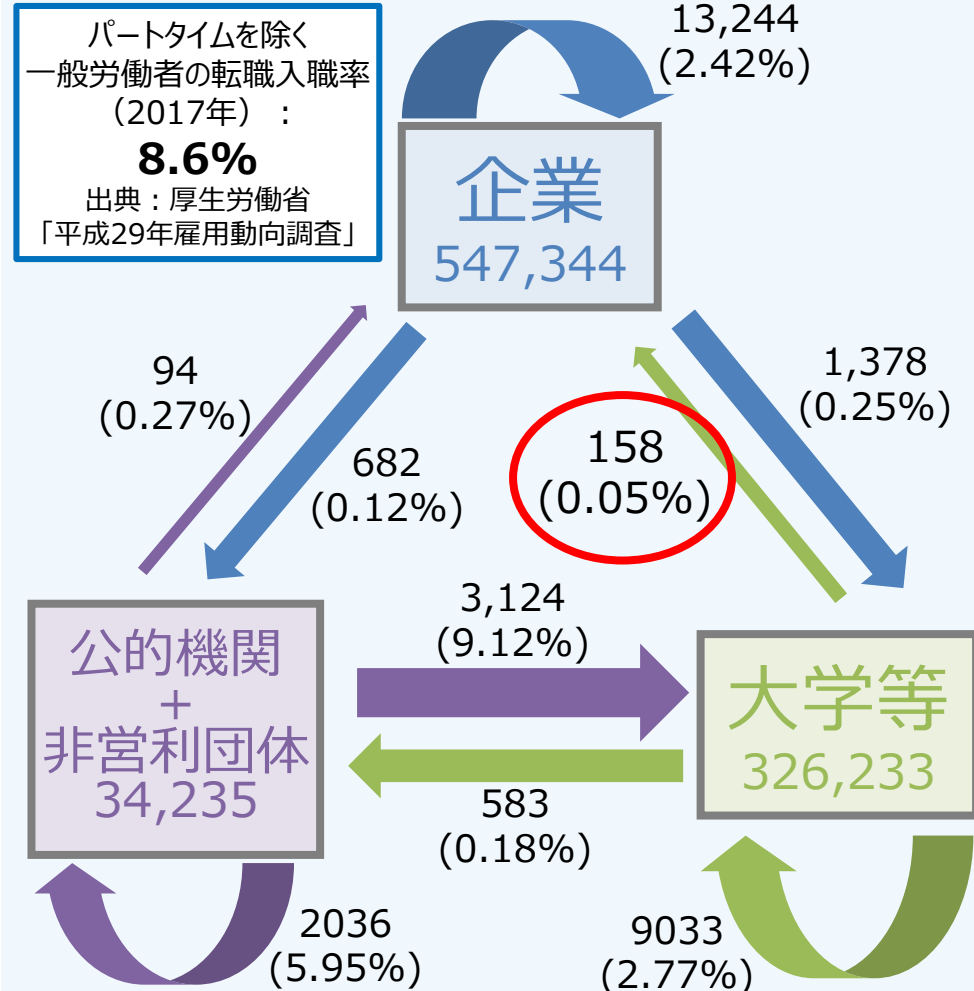 パートタイムを除く
一般労働者の転職入職率
（2017年）：
8.6%
出典：厚生労働省
「平成29年雇用動向調査」
13,244
(2.42%)
企業
547,344
94
(0.27%)
682
(0.12%)
158
(0.05%)
1,378
(0.25%)
3,124
(9.12%)
公的機関
+
非営利団体
34,235
大学等
326,233
583
(0.18%)
2036
(5.95%)
9033
(2.77%)